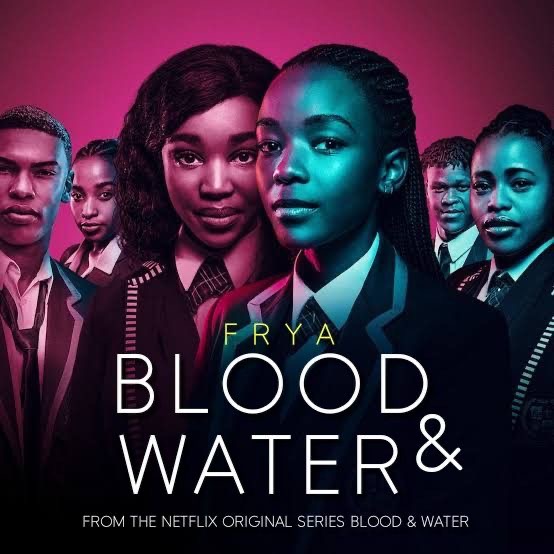 FRYA
BLOOD
& WATER
FROM THE NETFLIX ORIGINAL SERIES BLOOD & WATER